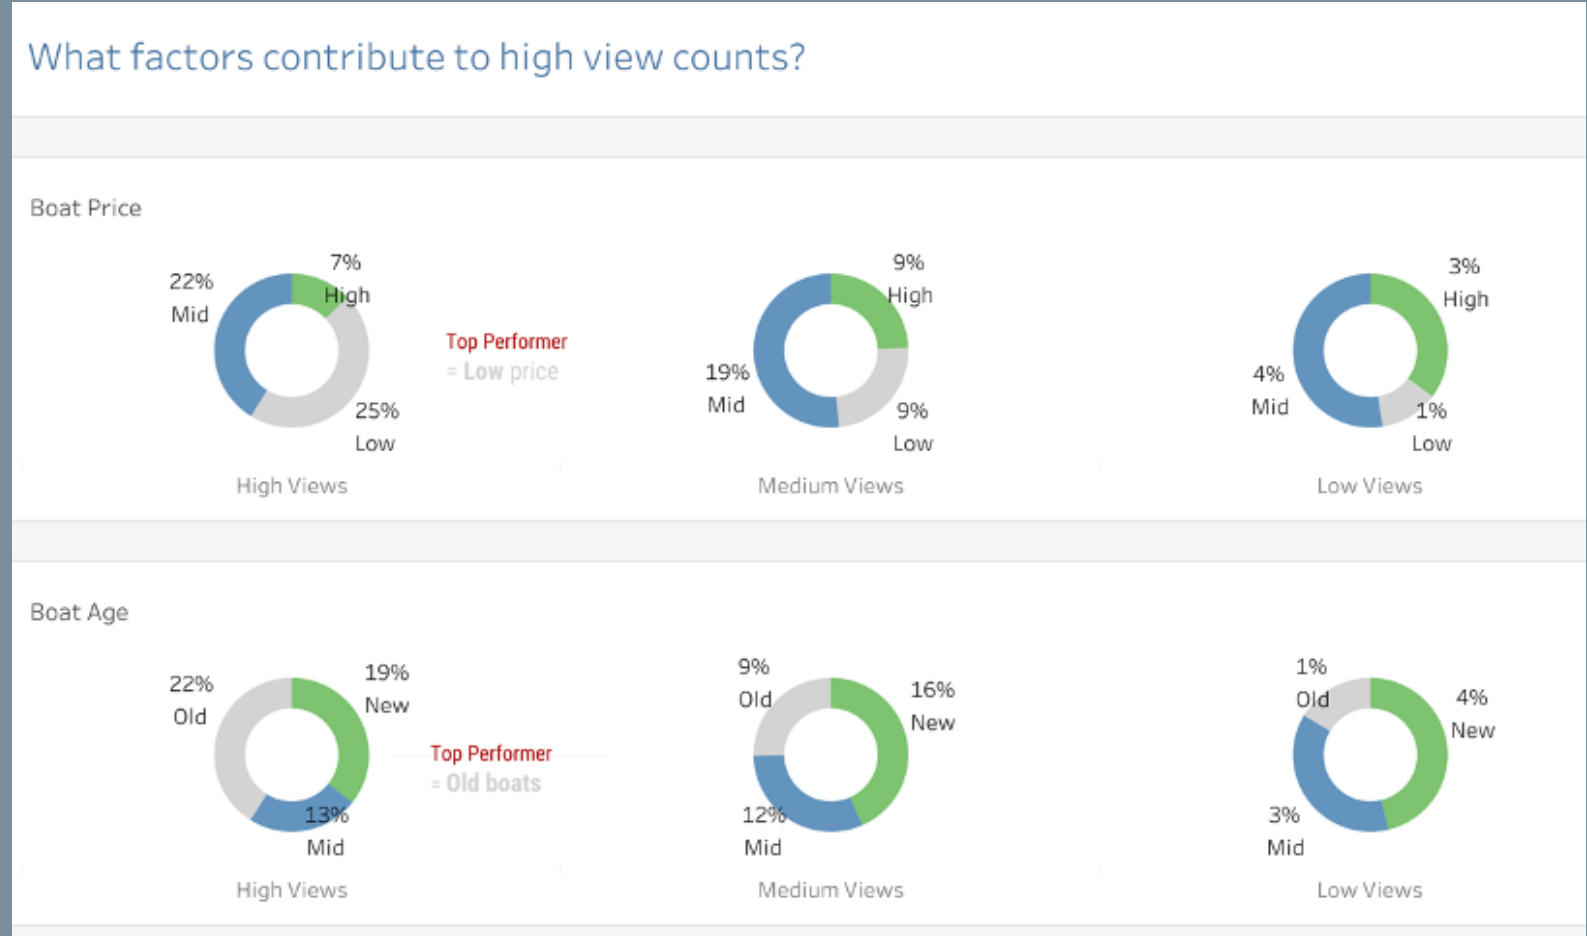 What factors contribute to high view counts?
Boat Price
22%
Mid
7%
High
25%
Low
High Views
Top Performer
= Low price
9%
High
19%
Mid
9%
Low
Medium Views
3%
High
4%
Mid
1%
Low
Low Views
Boat Age
22%
Old
19%
New
13%
Mid
High Views
Top Performer
= Old boats
9%
Old
16%
New
12%
Mid
Medium Views
1%
Old
4%
New
3%
Mid
Low Views